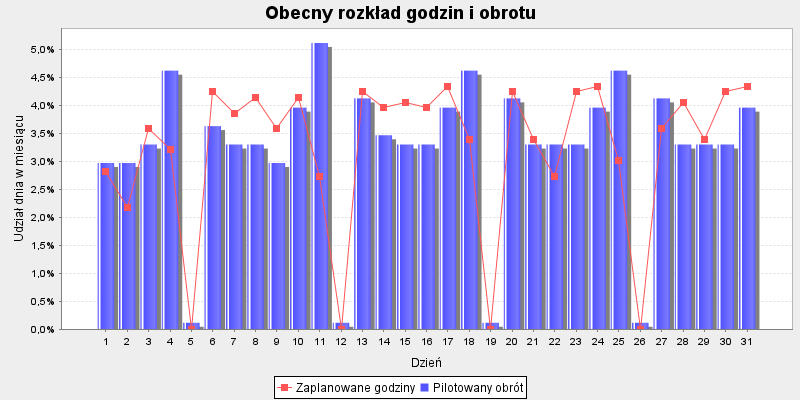 Obecny rozkład godzin i obrotu
Udział dnia w miesiącu
5,0%
4,5%
4,0%
3,5%
3,0%
2,5%
2,0%
1,5%
1,0%
0,5%
0,0%
1 2 3 4 5 6 7 8 9 10 11 12 13 14 15 16 17 18 19 20 21 22 23 24 25 26 27 28 29 30 31
Dzień
Zaplanowane godziny Pilotowany obrót